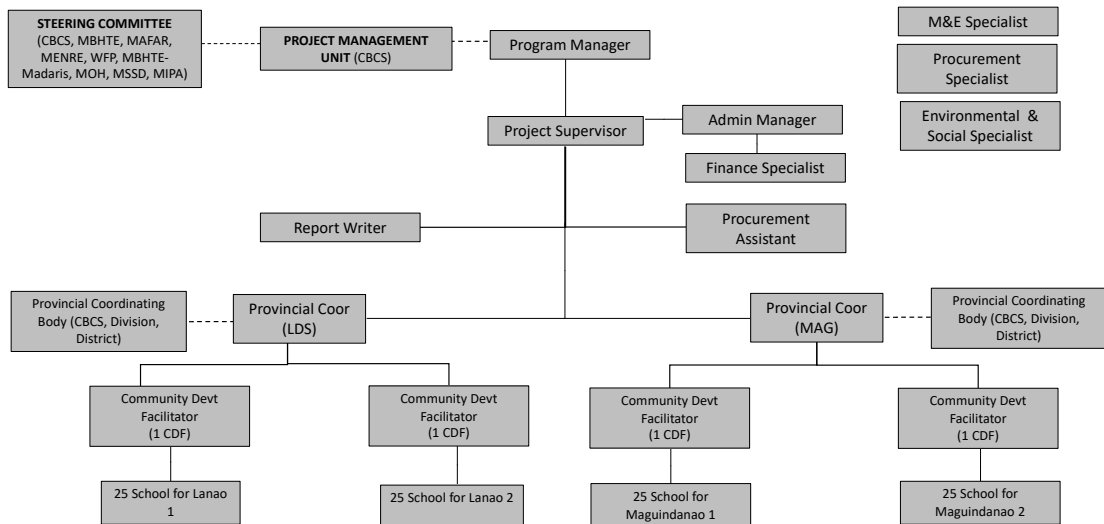 STEERING COMMITTEE
(CBCS, MBHTE, MAFAR,
MENRE, WFP, MBHTE-
Madaris, MOH, MSSD, MIPA)
PROJECT MANAGEMENT
UNIT (CBCS)
Program Manager
M&E Specialist
Procurement
Specialist
Environmental &
Social Specialist
Project Supervisor
Admin Manager
Finance Specialist
Report Writer
Procurement
Assistant
Provincial Coordinating
Body (CBCS, Division,
District)
Provincial Coor
(LDS)
Provincial Coor
(MAG)
Provincial Coordinating
Body (CBCS, Division,
District)
Community Devt
Facilitator
(1 CDF)
Community Devt
Facilitator
(1 CDF)
Community Devt
Facilitator
(1 CDF)
Community Devt
Facilitator
(1 CDF)
25 School for Lanao
1
25 School for Lanao 2
25 School for
Maguindanao 1
25 School for
Maguindanao 2